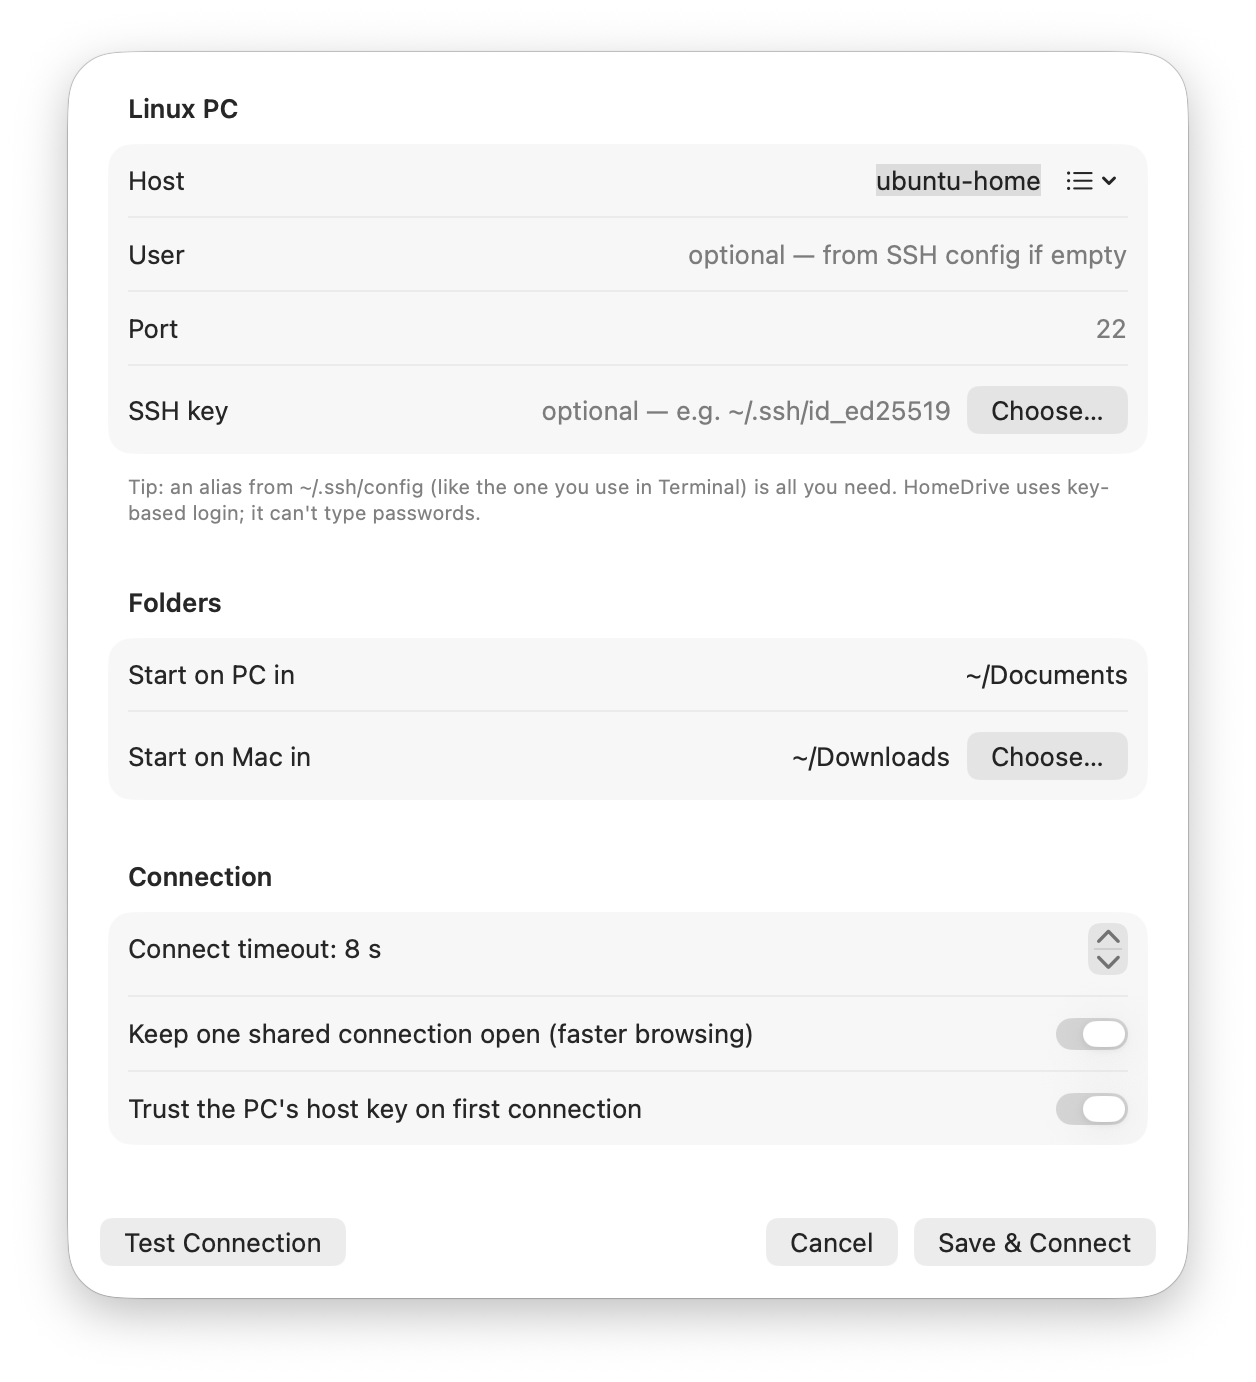 Linux PC
Host ubuntu-home
User optional — from SSH config if empty
Port 22
SSH key optional — e.g. ~/.ssh/id_ed25519 Choose...
Tip: an alias from ~/.ssh/config (like the one you use in Terminal) is all you need. HomeDrive uses key-
based login; it can't type passwords.
Folders
Start on PC in ~/Documents
Start on Mac in ~/Downloads Choose...
Connection
Connect timeout: 8 s
Keep one shared connection open (faster browsing)
Trust the PC's host key on first connection
Test Connection Cancel Save & Connect